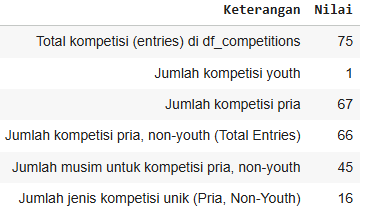 Keterangan Nilai
Total kompetisi (entries) di df_competitions 75
Jumlah kompetisi youth 1
Jumlah kompetisi pria 67
Jumlah kompetisi pria, non-youth (Total Entries) 66
Jumlah musim untuk kompetisi pria, non-youth 45
Jumlah jenis kompetisi unik (Pria, Non-Youth) 16